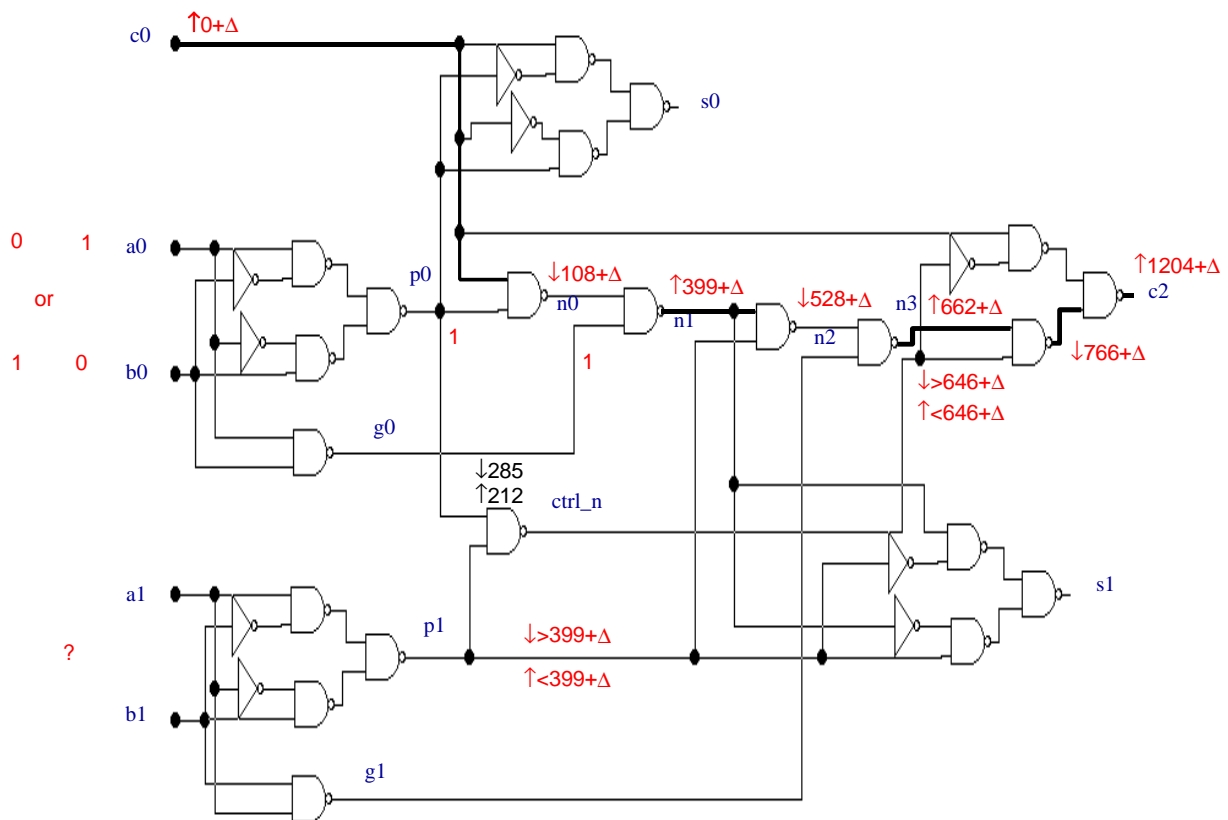 ↑0+Δ
c0
s0
0 1 a0
or
1 0 b0
p0
1
↓108+Δ
n0
↑399+Δ
n1
1
↓528+Δ
n2
n3
↑662+Δ
↑1204+Δ
c2
↓766+Δ
↓>646+Δ
↑<646+Δ
g0
↓285
↑212
ctrl_n
a1
?
b1
p1
↓>399+Δ
↑<399+Δ
s1
g1